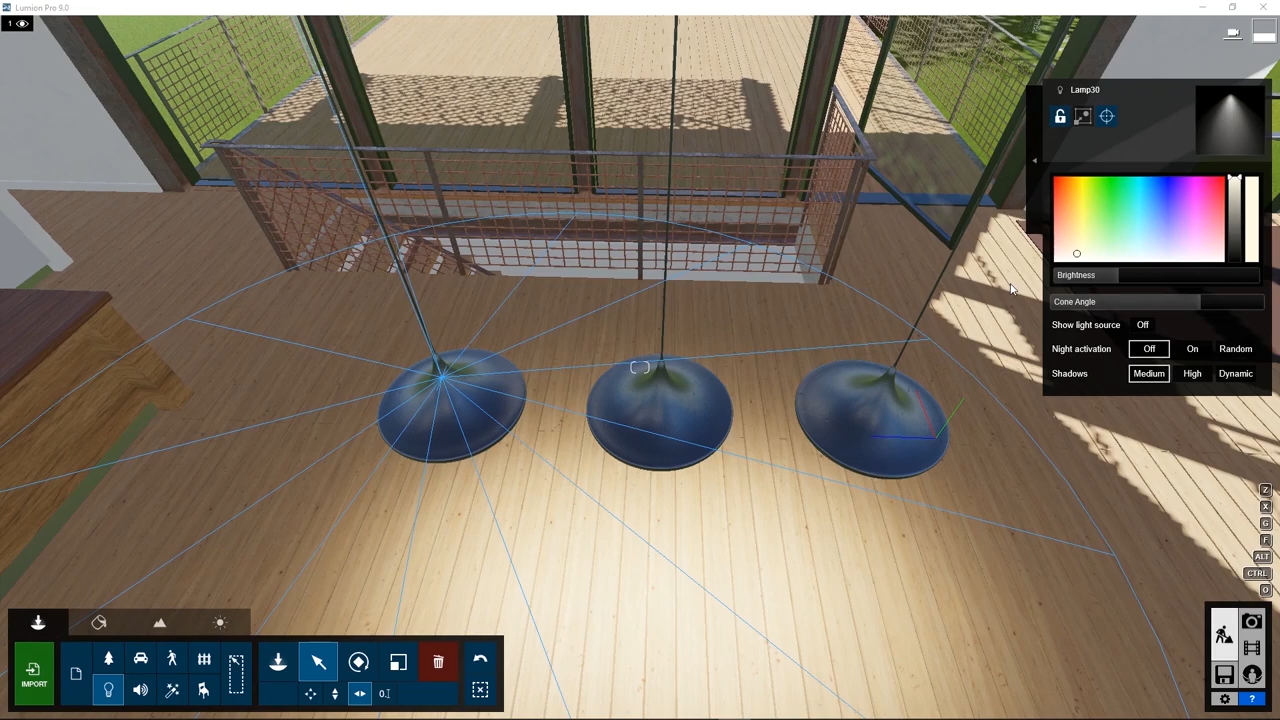 Lumion Pro 9.0
1
Lamp30
Brightness
Cone Angle
Show light source Off
Night activation Off On Random
Shadows Medium High Dynamic
Z
X
G
F
ALT
CTRL
O
IMPORT
?